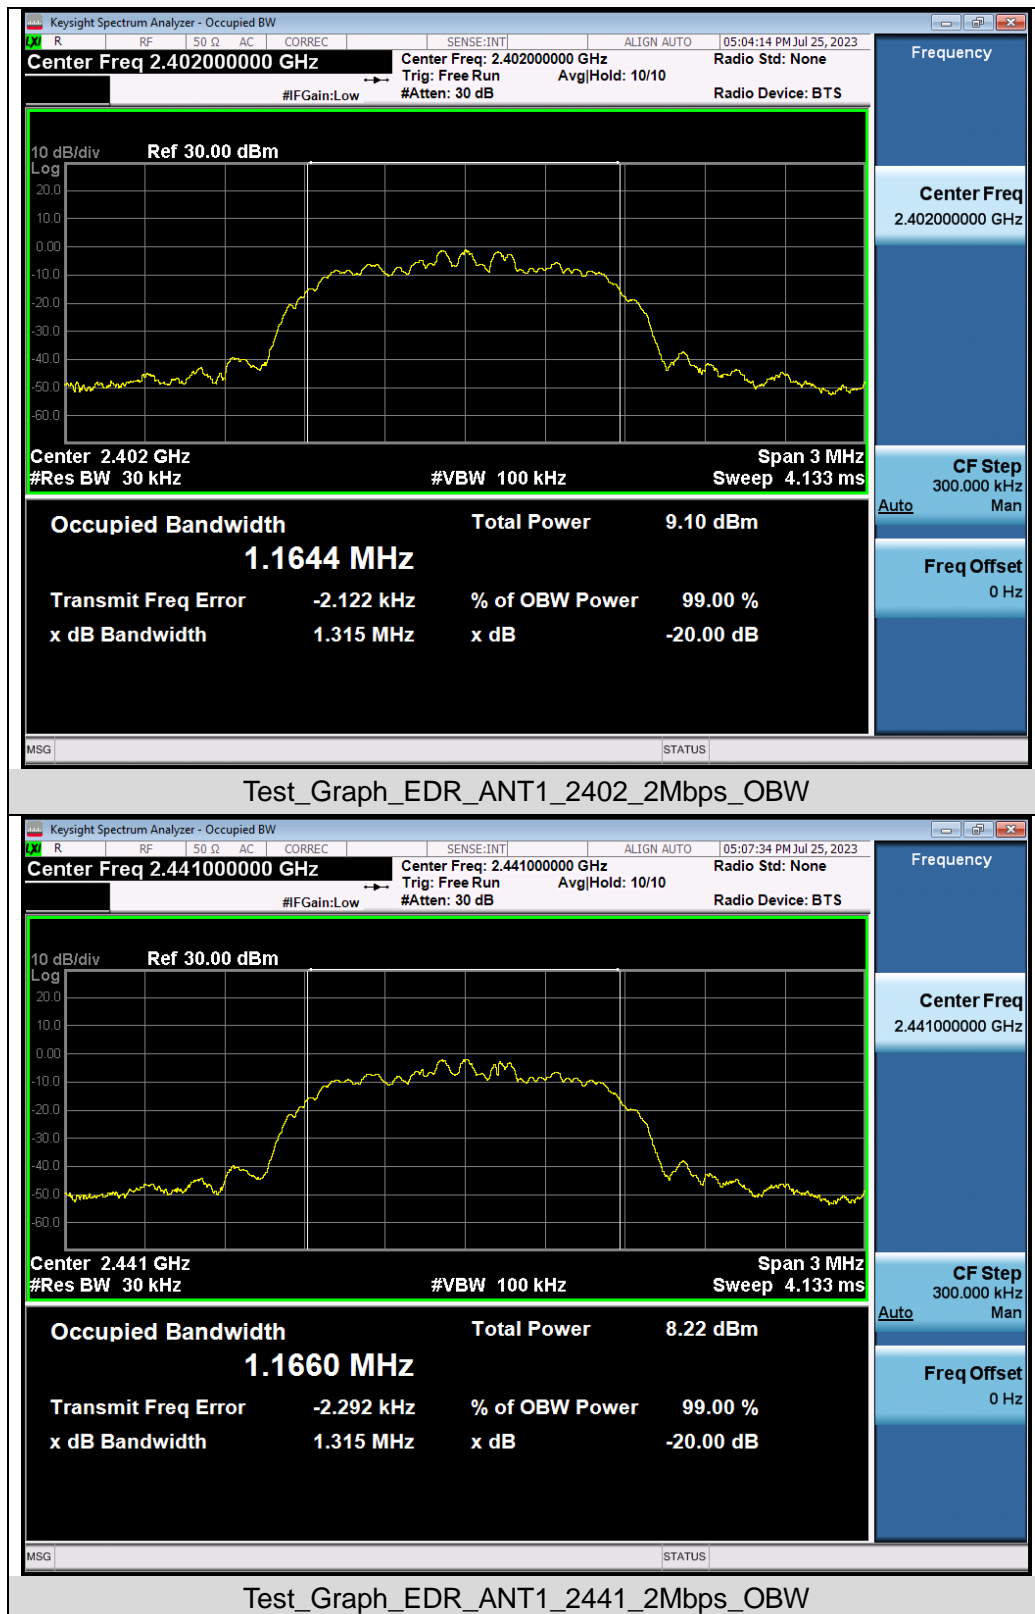 Keysight Spectrum Analyzer - Occupied BW
LXI R RF 50 Ω AC CORREC SENSE:INT ALIGN AUTO 05:04:14 PM Jul 25, 2023
Center Freq 2.402000000 GHz
Center Freq: 2.402000000 GHz Radio Std: None
Trig: Free Run Avg|Hold: 10/10
#IFGain:Low #Atten: 30 dB Radio Device: BTS
Frequency
10 dB/div Ref 30.00 dBm
Log
20.0
10.0
0.00
-10.0
-20.0
-30.0
-40.0
-50.0
-60.0
Center 2.402 GHz Span 3 MHz
#Res BW 30 kHz #VBW 100 kHz Sweep 4.133 ms
Center Freq
2.402000000 GHz
CF Step
300.000 kHz
Auto Man
Freq Offset
0 Hz
Occupied Bandwidth Total Power 9.10 dBm
1.1644 MHz
Transmit Freq Error -2.122 kHz % of OBW Power 99.00 %
x dB Bandwidth 1.315 MHz x dB -20.00 dB
MSG STATUS
Test_Graph_EDR_ANT1_2402_2Mbps_OBW
Keysight Spectrum Analyzer - Occupied BW
LXI R RF 50 Ω AC CORREC SENSE:INT ALIGN AUTO 05:07:34 PM Jul 25, 2023
Center Freq 2.441000000 GHz
Center Freq: 2.441000000 GHz Radio Std: None
Trig: Free Run Avg|Hold: 10/10
#IFGain:Low #Atten: 30 dB Radio Device: BTS
Frequency
10 dB/div Ref 30.00 dBm
Log
20.0
10.0
0.00
-10.0
-20.0
-30.0
-40.0
-50.0
-60.0
Center 2.441 GHz Span 3 MHz
#Res BW 30 kHz #VBW 100 kHz Sweep 4.133 ms
Center Freq
2.441000000 GHz
CF Step
300.000 kHz
Auto Man
Freq Offset
0 Hz
Occupied Bandwidth Total Power 8.22 dBm
1.1660 MHz
Transmit Freq Error -2.292 kHz % of OBW Power 99.00 %
x dB Bandwidth 1.315 MHz x dB -20.00 dB
MSG STATUS
Test_Graph_EDR_ANT1_2441_2Mbps_OBW